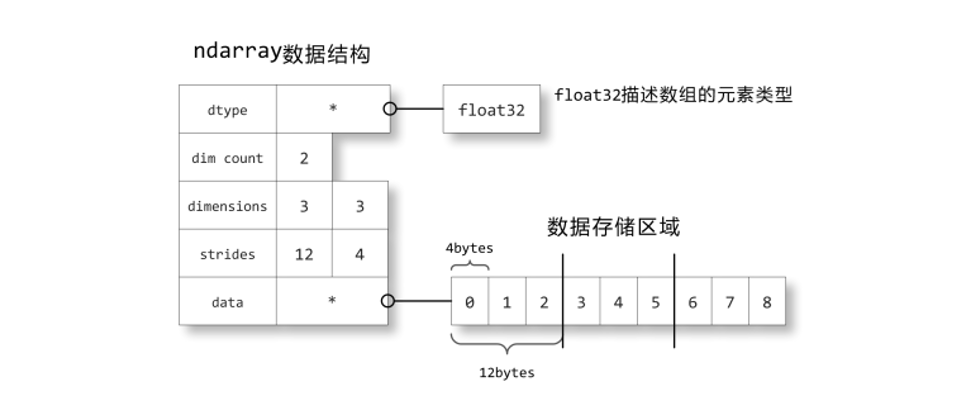 ndarray数据结构
dtype * float32 float32描述数组的元素类型
dim count 2
dimensions 3 3
数据存储区域
strides 12 4
4bytes
data * 0 1 2 3 4 5 6 7 8
12bytes